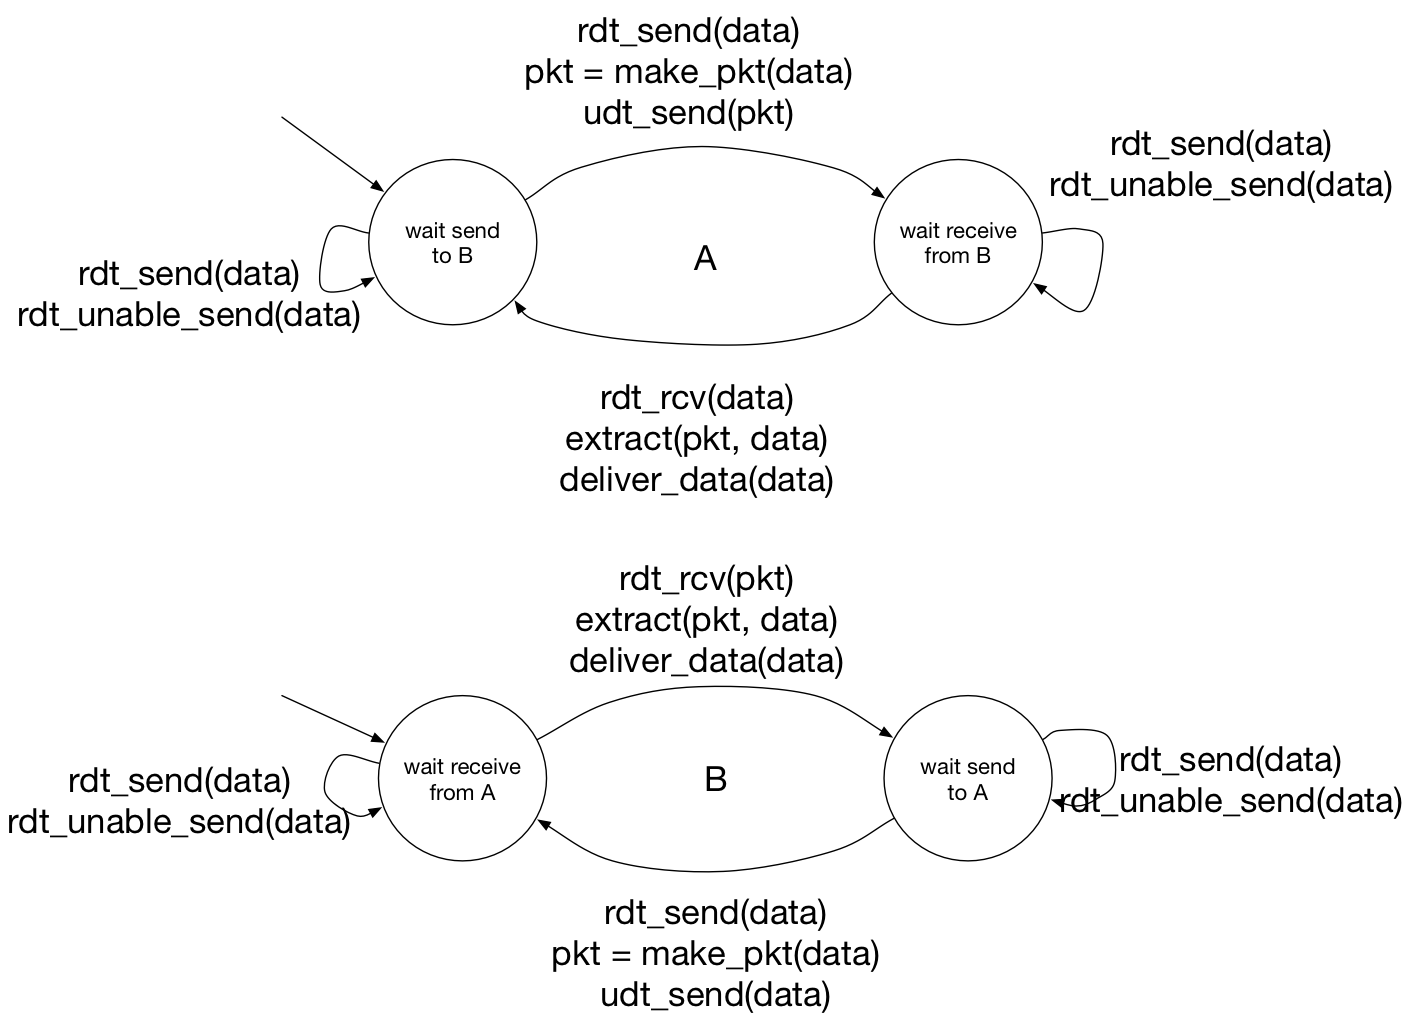 rdt_send(data)
pkt = make_pkt(data)
udt_send(pkt)
rdt_send(data)
rdt_unable_send(data)
wait send
to B
A
wait receive
from B
rdt_send(data)
rdt_unable_send(data)
rdt_rcv(data)
extract(pkt, data)
deliver_data(data)
rdt_rcv(pkt)
extract(pkt, data)
deliver_data(data)
rdt_send(data)
rdt_unable_send(data)
wait receive
from A
B
wait send
to A
rdt_send(data)
rdt_unable_send(data)
rdt_send(data)
pkt = make_pkt(data)
udt_send(data)